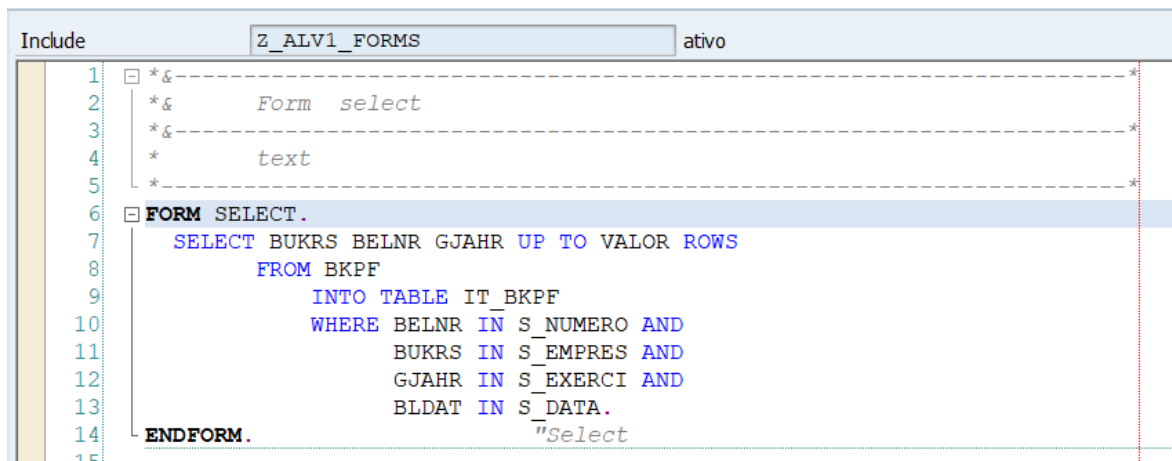 Include Z_ALV1_FORMS ativo
1 *&---------------------------------------------------------------------*
2 *& Form select
3 *&---------------------------------------------------------------------*
4 * text
5 *----------------------------------------------------------------------*
6 FORM SELECT.
7 SELECT BUKRS BELNR GJAHR UP TO VALOR ROWS
8 FROM BKPF
9 INTO TABLE IT_BKPF
10 WHERE BELNR IN S_NUMERO AND
11 BUKRS IN S_EMPRES AND
12 GJAHR IN S_EXERCI AND
13 BLDAT IN S_DATA.
14 ENDFORM. "Select
15